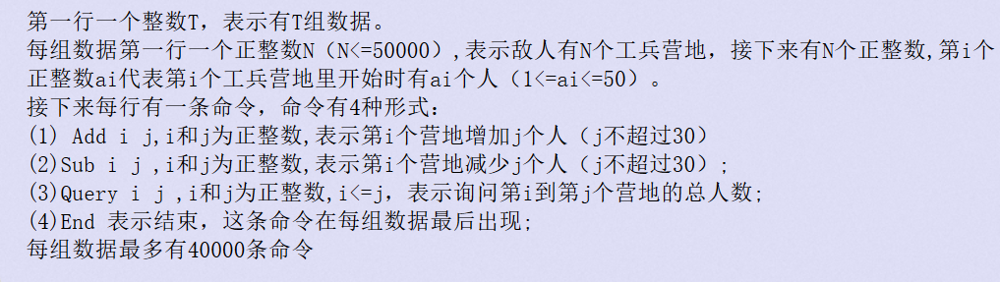 第一行一个整数T，表示有T组数据。
每组数据第一行一个正整数N（N<=50000）,表示敌人有N个工兵营地，接下来有N个正整数,第i个
正整数ai代表第i个工兵营地里开始时有ai个人（1<=ai<=50）。
接下来每行有一条命令，命令有4种形式：
(1) Add i j,i和j为正整数,表示第i个营地增加j个人（j不超过30）
(2)Sub i j ,i和j为正整数,表示第i个营地减少j个人（j不超过30）;
(3)Query i j ,i和j为正整数,i<=j，表示询问第i到第j个营地的总人数;
(4)End 表示结束，这条命令在每组数据最后出现;
每组数据最多有40000条命令